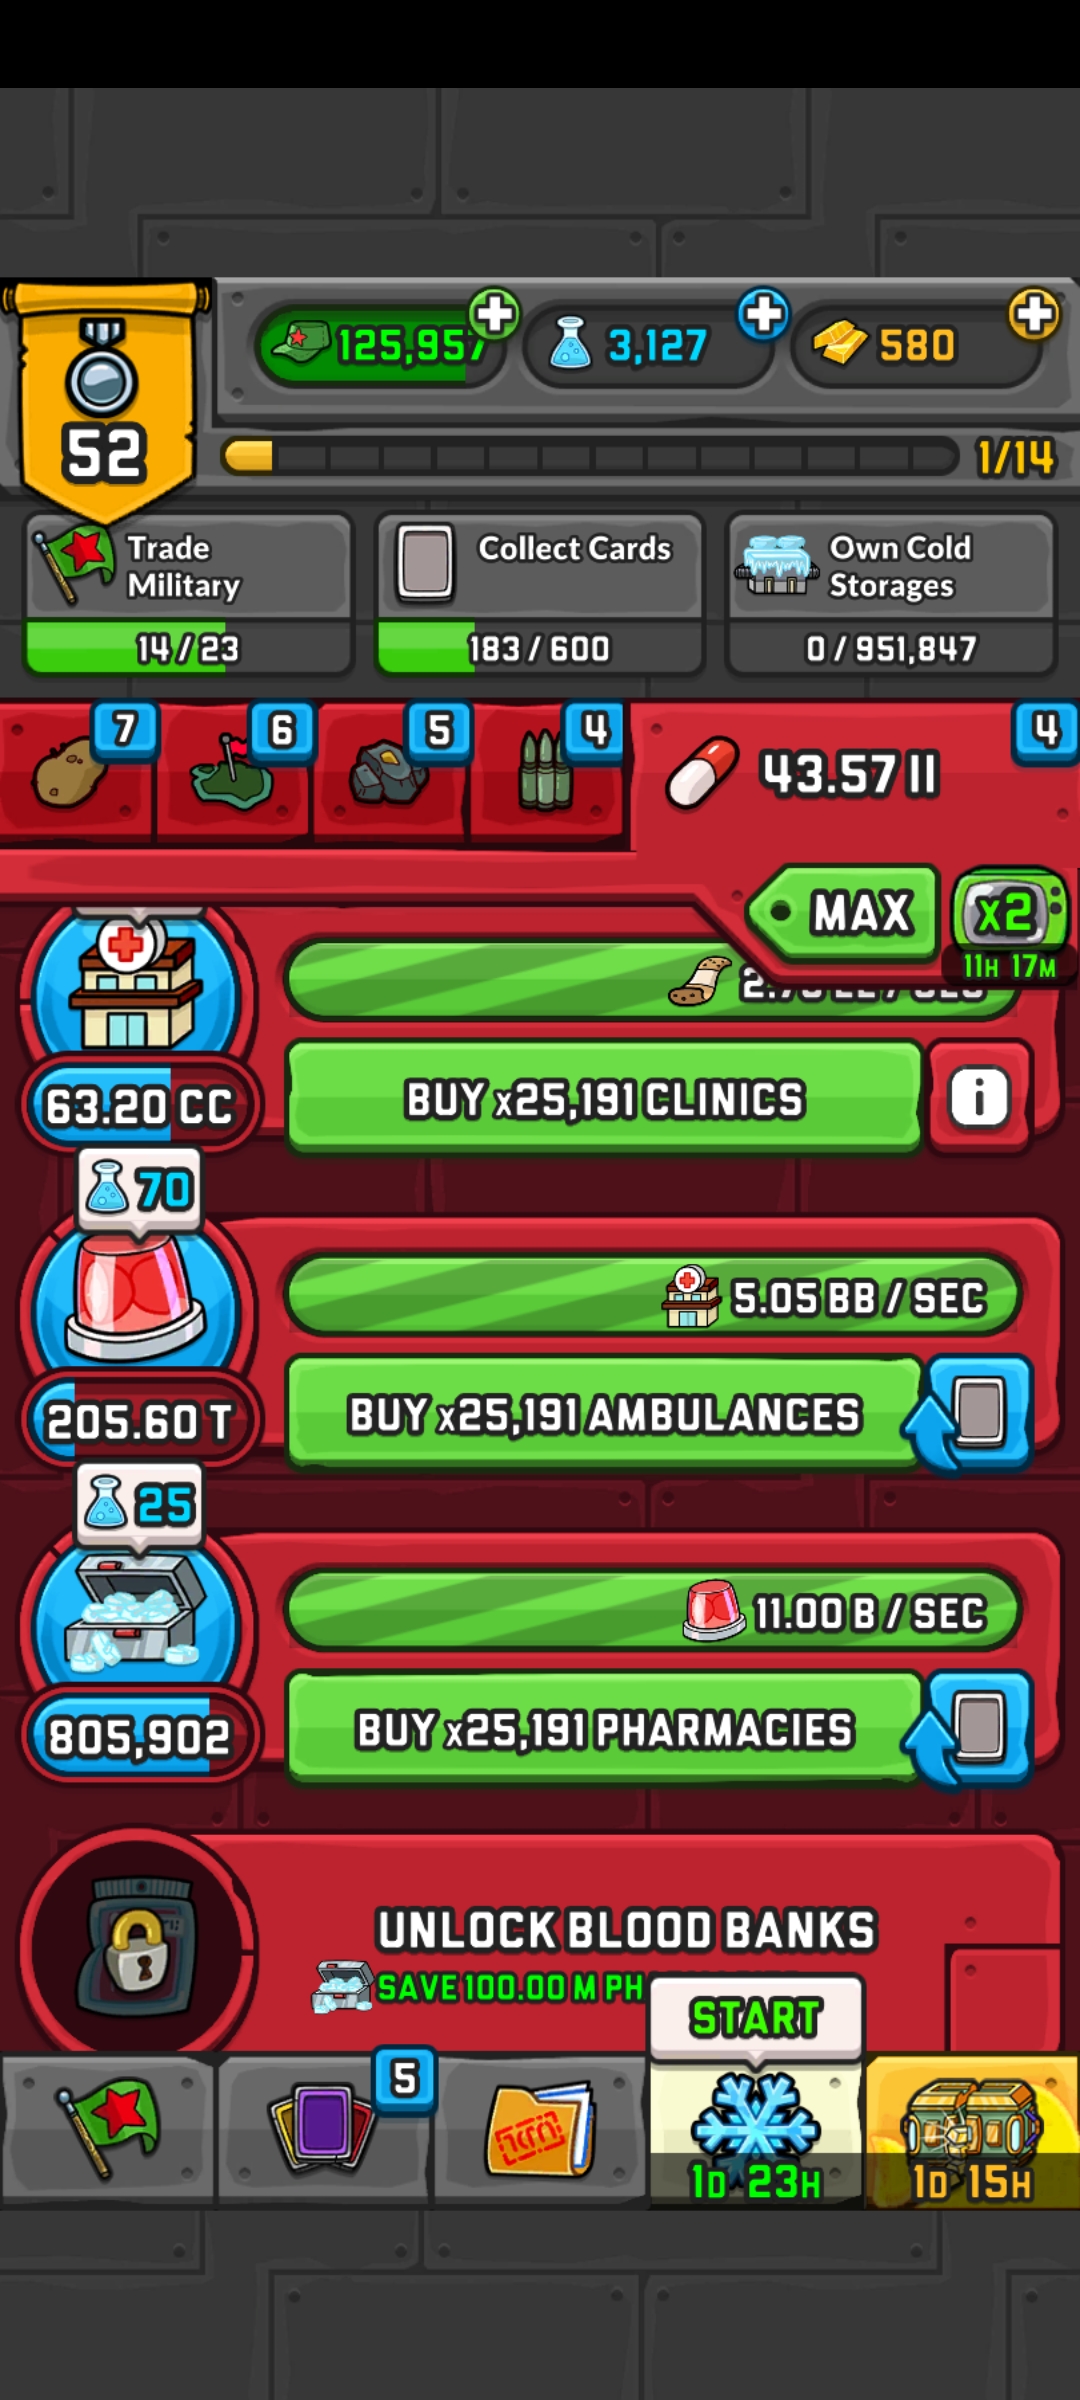 125,957
3,127
580
52
1/14
Trade
Military
14 / 23
Collect Cards
183 / 600
Own Cold
Storages
0 / 951,847
7
6
5
4
43.57 II
4
MAX
x2
11H 17M
63.20 CC
BUY x25,191 CLINICS
i
70
5.05 BB / SEC
205.60 T
BUY x25,191 AMBULANCES
25
11.00 B / SEC
805,902
BUY x25,191 PHARMACIES
UNLOCK BLOOD BANKS
SAVE 100.00 M PH
START
5
1D 23H
1D 15H